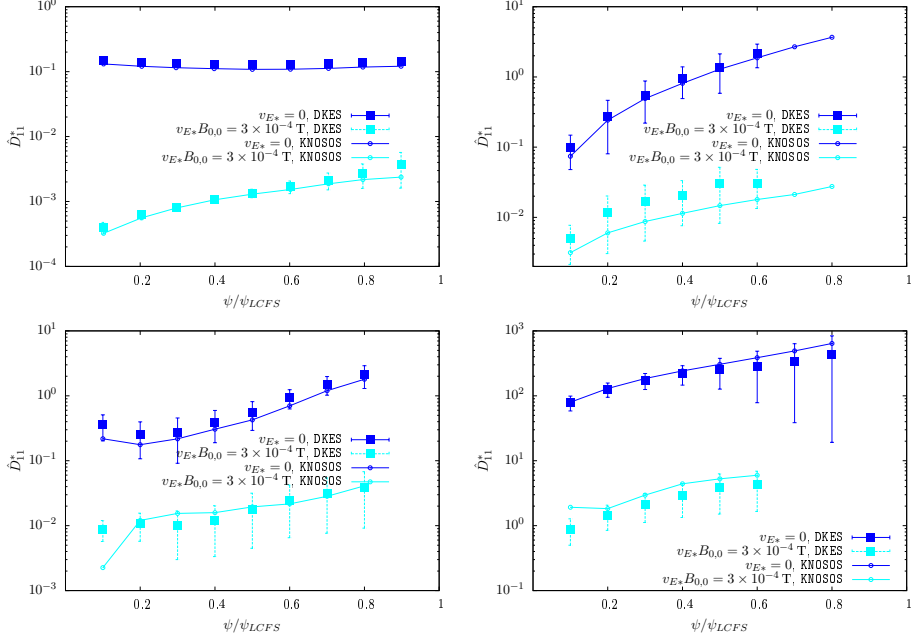 10^0
10^-1
10^-2
10^-3
10^-4
D̂*11
v_E* = 0, DKES
v_E*B_0,0 = 3 × 10^-4 T, DKES
v_E* = 0, KNOSOS
v_E*B_0,0 = 3 × 10^-4 T, KNOSOS
0.2 0.4 0.6 0.8 1
ψ/ψ_LCFS
10^1
10^0
10^-1
10^-2
D̂*11
v_E* = 0, DKES
v_E*B_0,0 = 3 × 10^-4 T, DKES
v_E* = 0, KNOSOS
v_E*B_0,0 = 3 × 10^-4 T, KNOSOS
0.2 0.4 0.6 0.8 1
ψ/ψ_LCFS
10^1
10^0
10^-1
10^-2
10^-3
D̂*11
v_E* = 0, DKES
v_E*B_0,0 = 3 × 10^-4 T, DKES
v_E* = 0, KNOSOS
v_E*B_0,0 = 3 × 10^-4 T, KNOSOS
0.2 0.4 0.6 0.8 1
ψ/ψ_LCFS
10^3
10^2
10^1
10^0
10^-1
D̂*11
v_E* = 0, DKES
v_E*B_0,0 = 3 × 10^-4 T, DKES
v_E* = 0, KNOSOS
v_E*B_0,0 = 3 × 10^-4 T, KNOSOS
0.2 0.4 0.6 0.8 1
ψ/ψ_LCFS